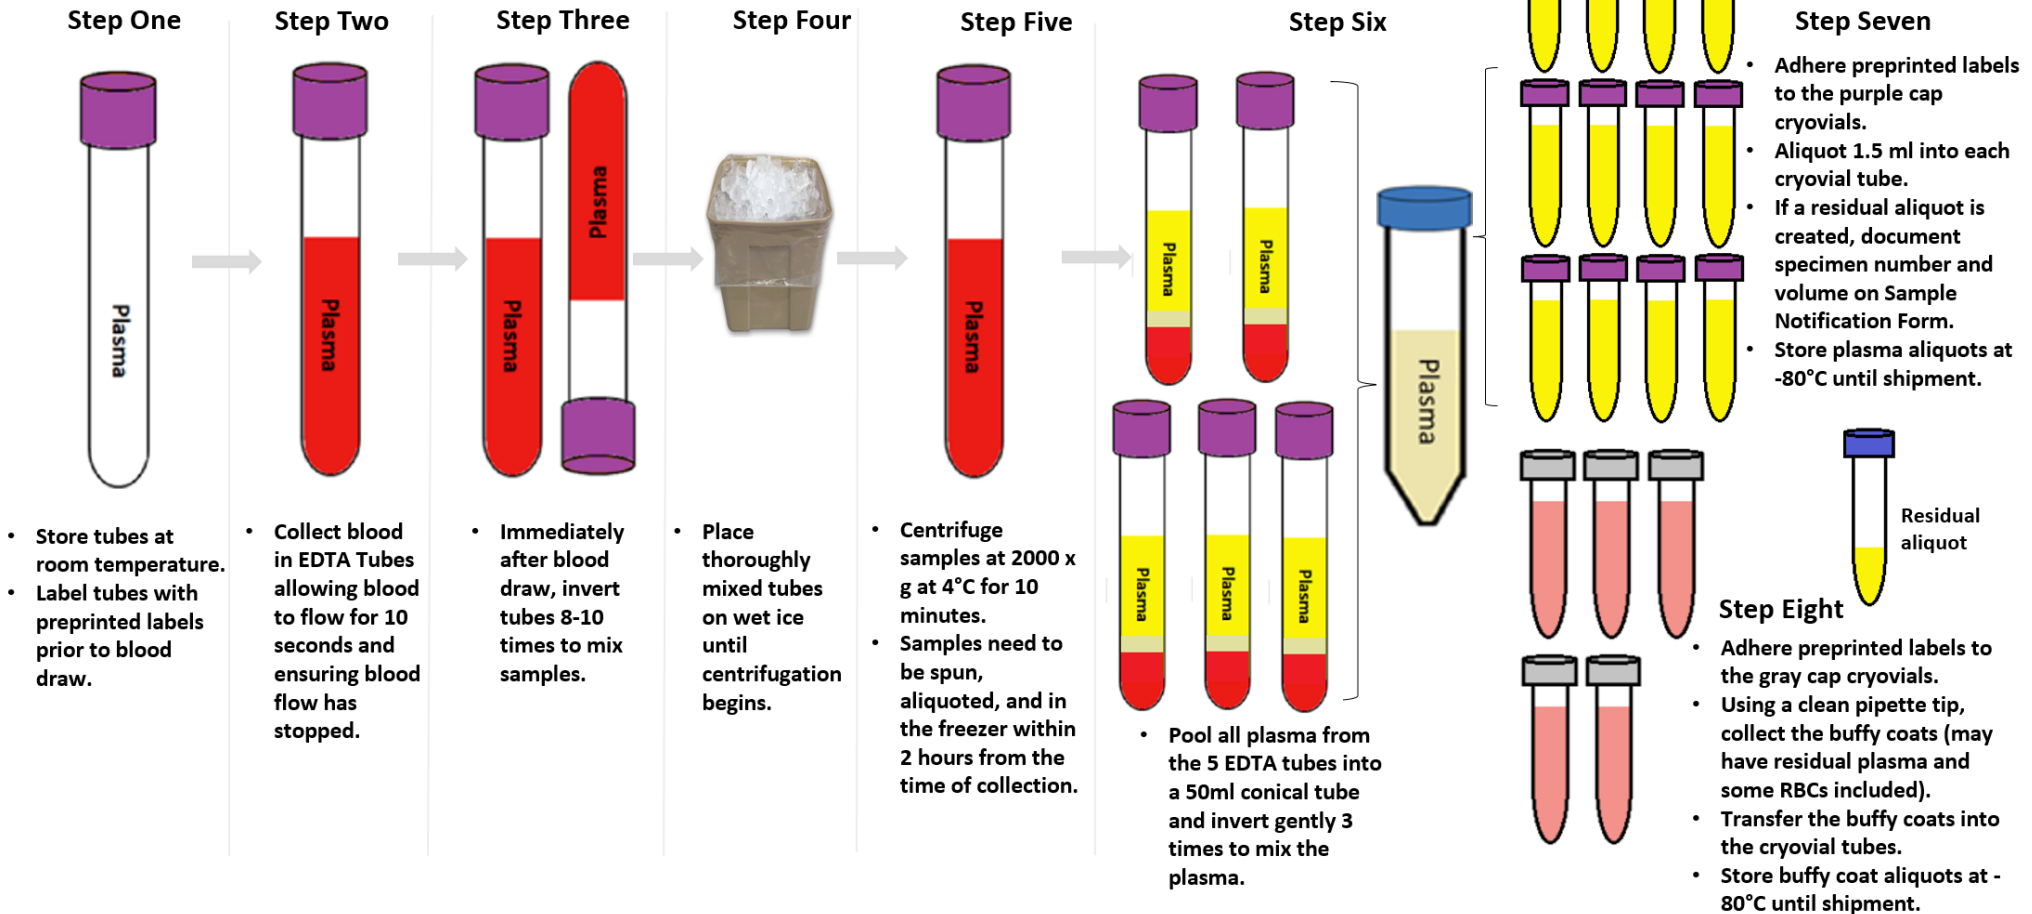 Step One
Plasma
• Store tubes at
room temperature.
• Label tubes with
preprinted labels
prior to blood
draw.
Step Two
Plasma
• Collect blood
in EDTA Tubes
allowing blood
to flow for 10
seconds and
ensuring blood
flow has
stopped.
Step Three
Plasma
Plasma
• Immediately
after blood
draw, invert
tubes 8-10
times to mix
samples.
Step Four
• Place
thoroughly
mixed tubes
on wet ice
until
centrifugation
begins.
Step Five
Plasma
• Centrifuge
samples at 2000 x
g at 4°C for 10
minutes.
• Samples need to
be spun,
aliquoted, and in
the freezer within
2 hours from the
time of collection.
Step Six
Plasma
Plasma
Plasma
Plasma
Plasma
Plasma
• Pool all plasma from
the 5 EDTA tubes into
a 50ml conical tube
and invert gently 3
times to mix the
plasma.
Step Seven
• Adhere preprinted labels
to the purple cap
cryovials.
• Aliquot 1.5 ml into each
cryovial tube.
• If a residual aliquot is
created, document
specimen number and
volume on Sample
Notification Form.
• Store plasma aliquots at
-80°C until shipment.
Residual
aliquot
Step Eight
• Adhere preprinted labels to
the gray cap cryovials.
• Using a clean pipette tip,
collect the buffy coats (may
have residual plasma and
some RBCs included).
• Transfer the buffy coats into
the cryovial tubes.
• Store buffy coat aliquots at -
80°C until shipment.